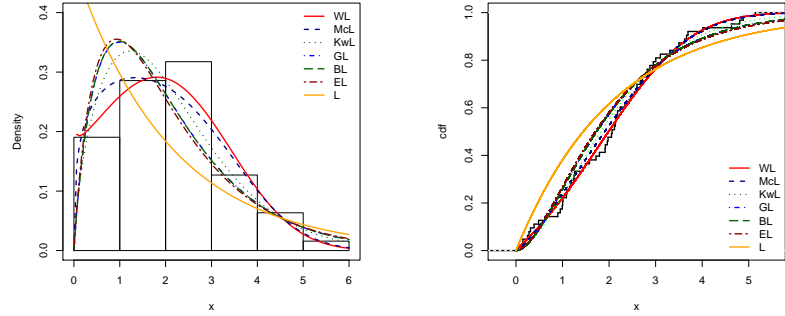 WL
McL
KwL
GL
BL
EL
L
Density
0.4
0.3
0.2
0.1
0.0
0 1 2 3 4 5 6
x
cdf
1.0
0.8
0.6
0.4
0.2
0.0
WL
McL
KwL
GL
BL
EL
L
0 1 2 3 4 5
x